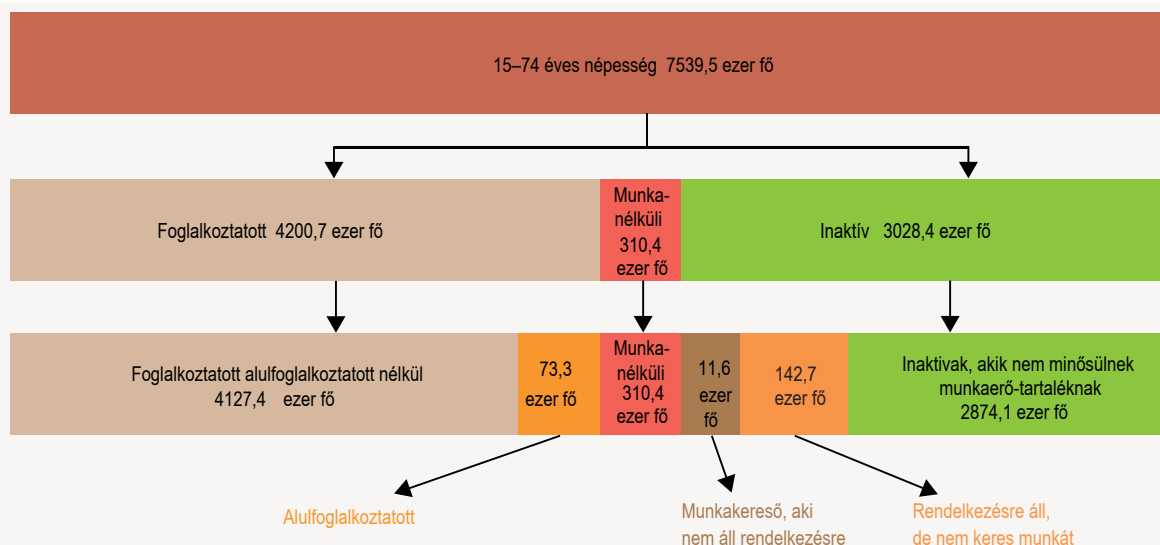 15–74 éves népesség 7539,5 ezer fő
Foglalkoztatott 4200,7 ezer fő
Munka-
nélküli
310,4
ezer fő
Inaktív 3028,4 ezer fő
Foglalkoztatott alulfoglalkoztatott nélkül
4127,4 ezer fő
73,3
ezer fő
Munka-
nélküli
310,4
ezer fő
11,6
ezer
fő
142,7
ezer fő
Inaktivak, akik nem minősülnek
munkaerő-tartaléknak
2874,1 ezer fő
Alulfoglalkoztatott
Munkakereső, aki
nem áll rendelkezésre
Rendelkezésre áll,
de nem keres munkát